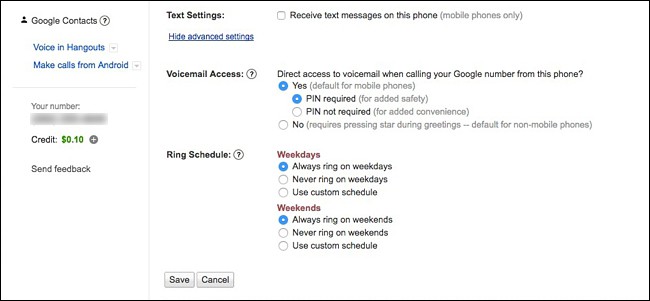 Google Contacts ?
Voice in Hangouts
Make calls from Android
Your number:
Credit: $0.10
Send feedback
Text Settings: Receive text messages on this phone (mobile phones only)
Hide advanced settings
Voicemail Access: ? Direct access to voicemail when calling your Google number from this phone?
Yes (default for mobile phones)
PIN required (for added safety)
PIN not required (for added convenience)
No (requires pressing star during greetings -- default for non-mobile phones)
Ring Schedule: ? Weekdays
Always ring on weekdays
Never ring on weekdays
Use custom schedule
Weekends
Always ring on weekends
Never ring on weekends
Use custom schedule
Save Cancel